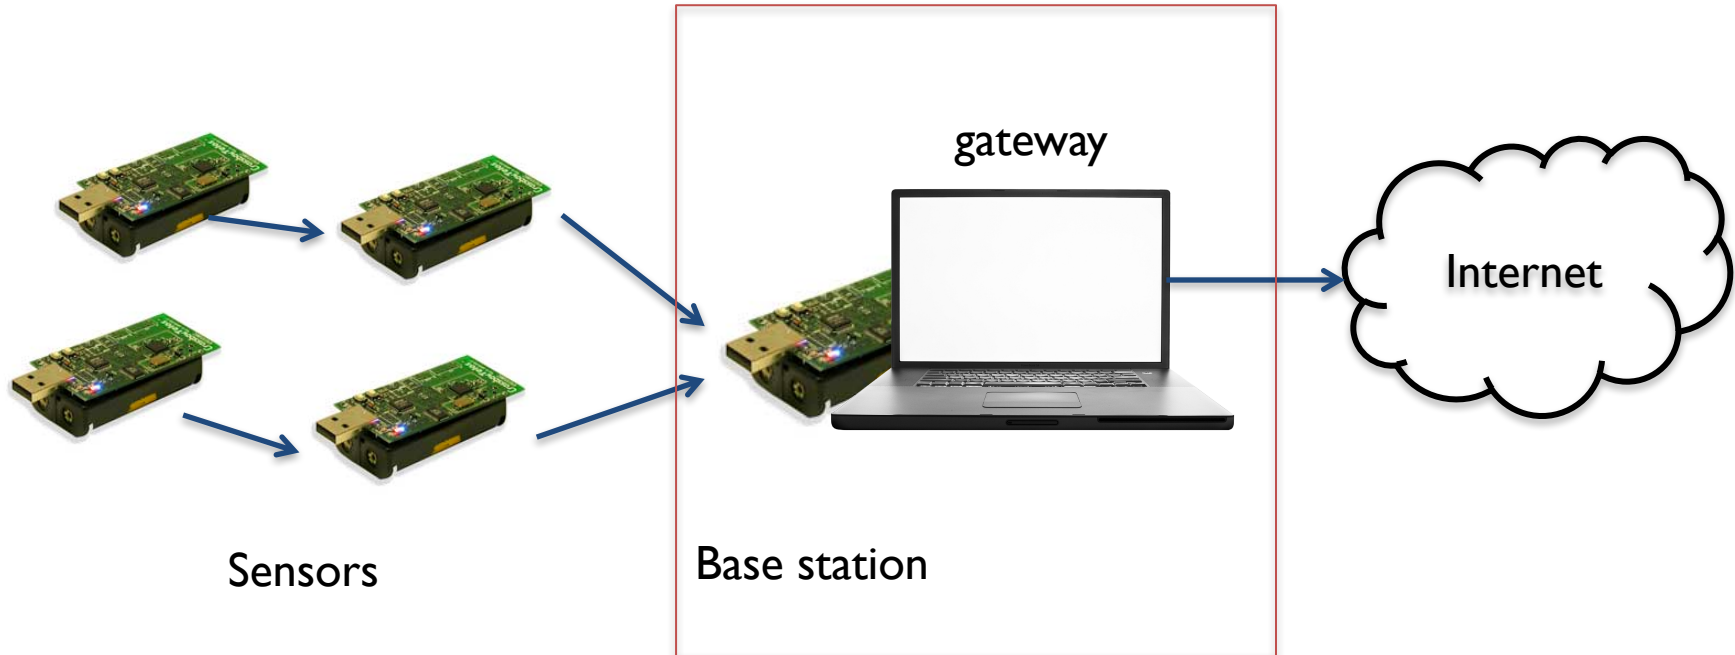 gateway
Internet
Sensors
Base station